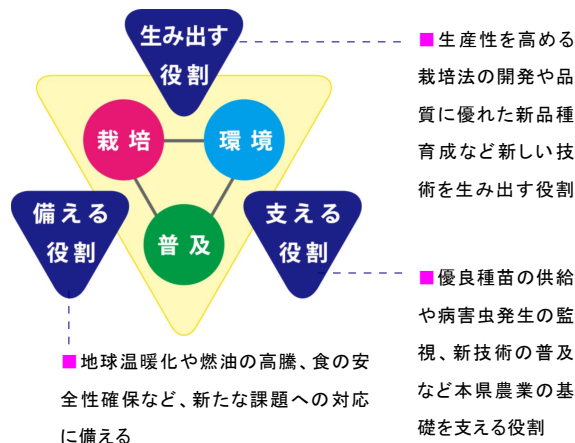 生み出す
役割
■生産性を高める
栽培法の開発や品
質に優れた新品種
育成など新しい技
術を生み出す役割
栽培
環境
普及
備える
役割
支える
役割
■優良種苗の供給
や病害虫発生の監
視、新技術の普及
など本県農業の基
礎を支える役割
■地球温暖化や燃油の高騰、食の安
全性確保など、新たな課題への対応
に備える